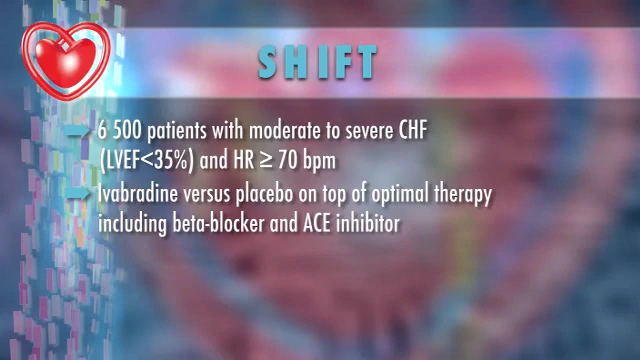 SHIFT
6 500 patients with moderate to severe CHF
(LVEF<35%) and HR ≥ 70 bpm
Ivabradine versus placebo on top of optimal therapy
including beta-blocker and ACE inhibitor